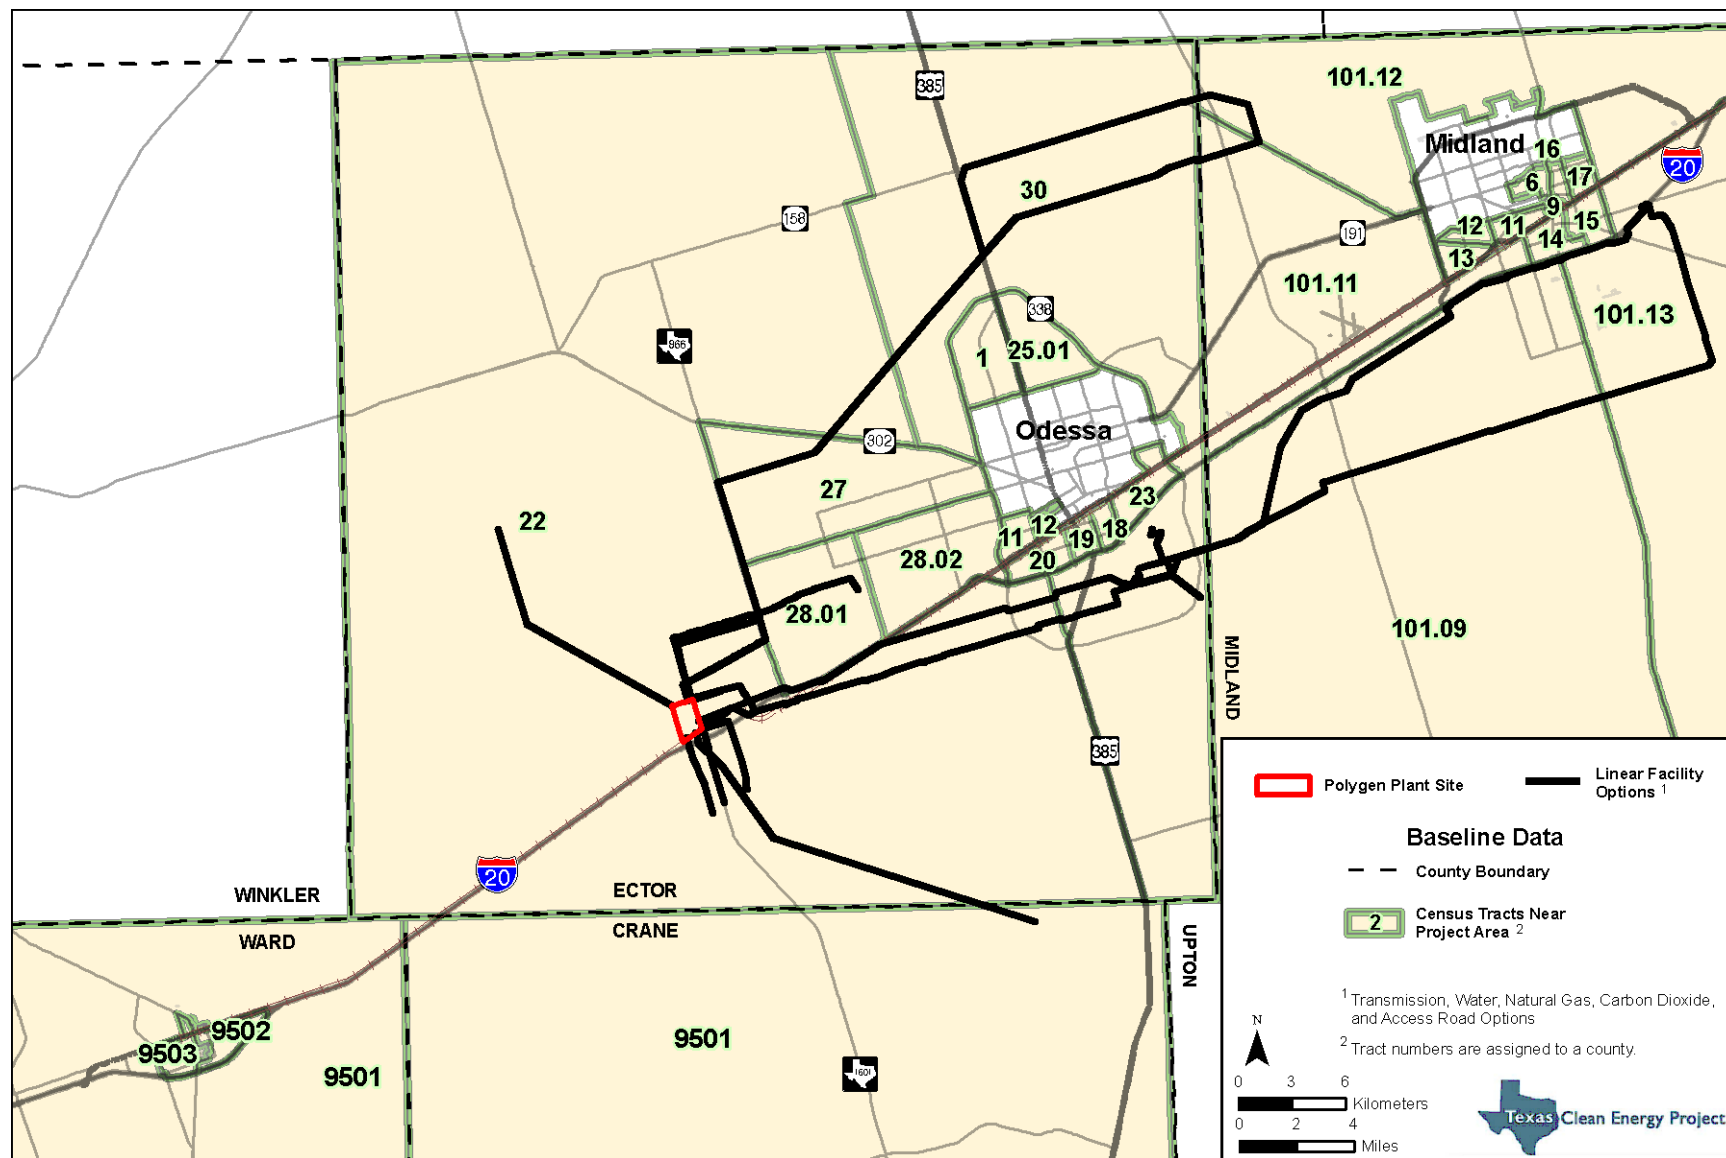 385
101.12
Midland
16
20
30
6
17
158
9
12
11
15
191
14
13
101.11
338
101.13
966
1
25.01
Odessa
302
27
23
22
12
11
18
19
28.02
20
28.01
101.09
MIDLAND
385
20
WINKLER
ECTOR
WARD
CRANE
UPTON
9502
9503
9501
9501
1601
Polygen Plant Site
Linear Facility
Options 1
Baseline Data
County Boundary
2
Census Tracts Near
Project Area 2
1 Transmission, Water, Natural Gas, Carbon Dioxide,
and Access Road Options
2 Tract numbers are assigned to a county.
N
0 3 6
Kilometers
0 2 4
Miles
Texas Clean Energy Project